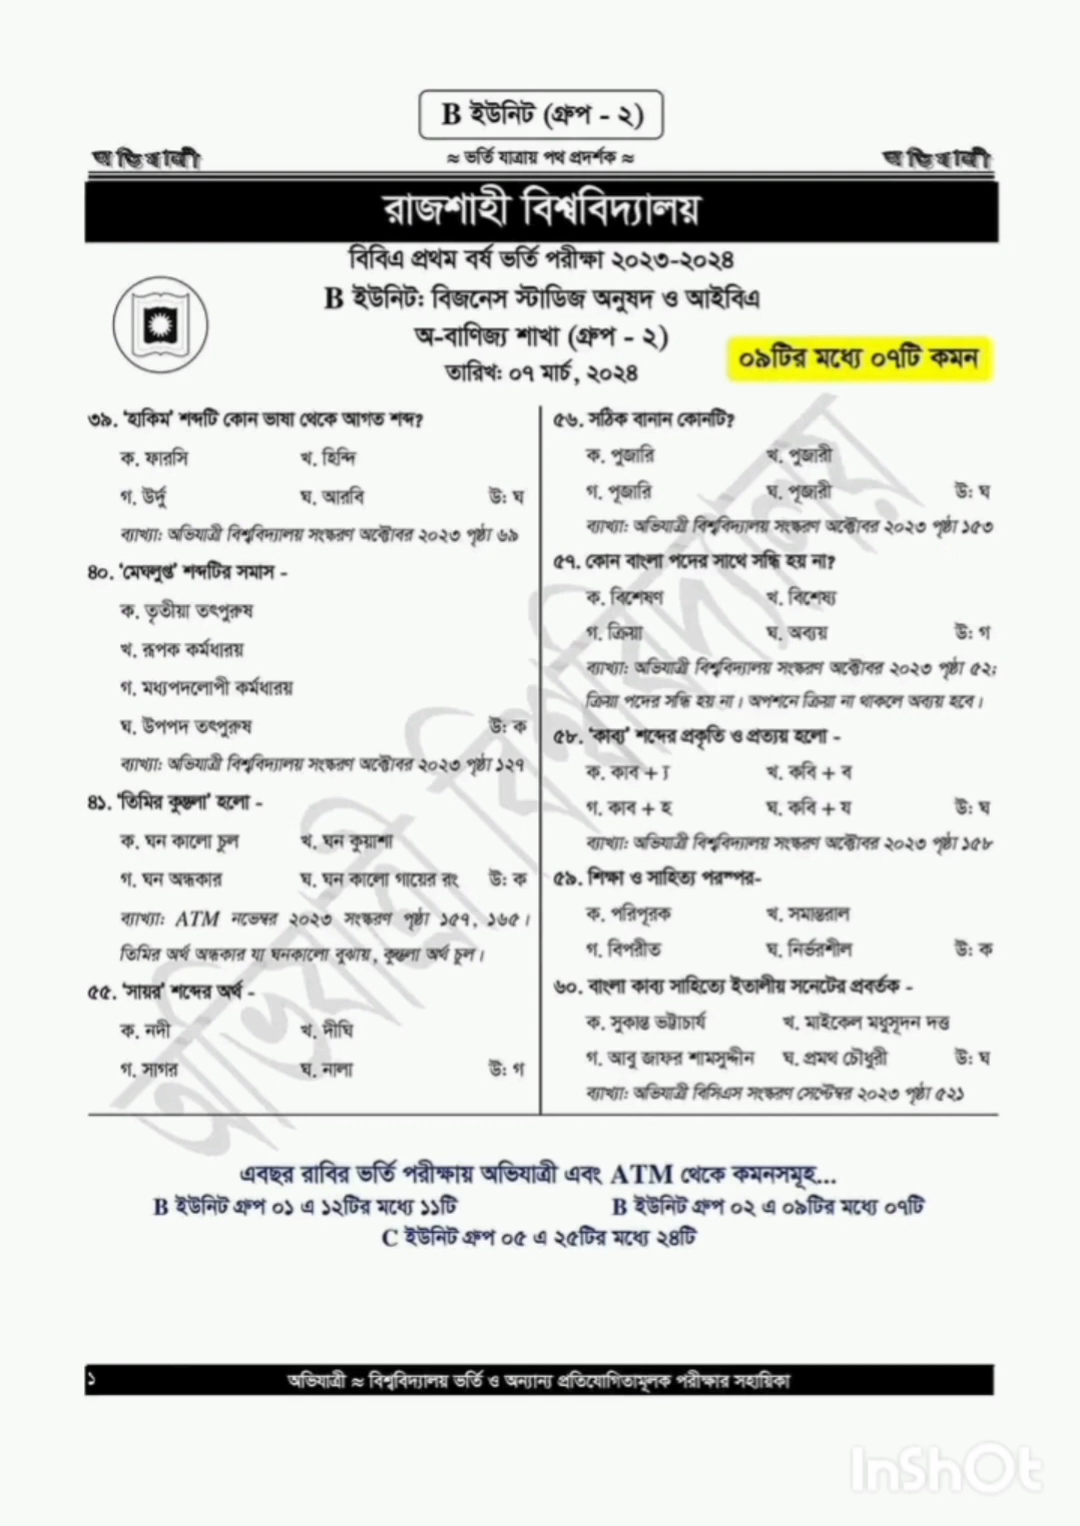 B ইউনিট (গ্রুপ - ২)
অভিযাত্রী
≈ ভর্তি যাত্রায় পথ প্রদর্শক ≈
অভিযাত্রী
রাজশাহী বিশ্ববিদ্যালয়
বিবিএ প্রথম বর্ষ ভর্তি পরীক্ষা ২০২৩-২০২৪
B ইউনিট: বিজনেস স্টাডিজ অনুষদ ও আইবিএ
অ-বাণিজ্য শাখা (গ্রুপ - ২)
তারিখ: ০৭ মার্চ, ২০২৪
০৯টির মধ্যে ০৭টি কমন
৩৯. 'হাকিম' শব্দটি কোন ভাষা থেকে আগত শব্দ?
ক. ফারসি খ. হিন্দি
গ. উর্দু ঘ. আরবি উ: ঘ
ব্যাখ্যা: অভিযাত্রী বিশ্ববিদ্যালয় সংস্করণ অক্টোবর ২০২৩ পৃষ্ঠা ৬৯
৪০. 'মেঘলুপ্ত' শব্দটির সমাস -
ক. তৃতীয়া তৎপুরুষ
খ. রূপক কর্মধারয়
গ. মধ্যপদলোপী কর্মধারয়
ঘ. উপপদ তৎপুরুষ উ: ক
ব্যাখ্যা: অভিযাত্রী বিশ্ববিদ্যালয় সংস্করণ অক্টোবর ২০২৩ পৃষ্ঠা ১২৭
৪১. 'তিমির কুন্তলা' হলো -
ক. ঘন কালো চুল খ. ঘন কুয়াশা
গ. ঘন অন্ধকার ঘ. ঘন কালো গায়ের রং উ: ক
ব্যাখ্যা: ATM নভেম্বর ২০২৩ সংস্করণ পৃষ্ঠা ১৫৭, ১৬৫।
তিমির অর্থ অন্ধকার যা ঘনকালো বুঝায়, কুন্তলা অর্থ চুল।
৫৫. 'সায়র' শব্দের অর্থ -
ক. নদী খ. দীঘি
গ. সাগর ঘ. নালা উ: গ
৫৬. সঠিক বানান কোনটি?
ক. পুজারি খ. পুজারী
গ. পূজারি ঘ. পূজারী উ: ঘ
ব্যাখ্যা: অভিযাত্রী বিশ্ববিদ্যালয় সংস্করণ অক্টোবর ২০২৩ পৃষ্ঠা ১৫৩
৫৭. কোন বাংলা পদের সাথে সন্ধি হয় না?
ক. বিশেষণ খ. বিশেষ্য
গ. ক্রিয়া ঘ. অব্যয় উ: গ
ব্যাখ্যা: অভিযাত্রী বিশ্ববিদ্যালয় সংস্করণ অক্টোবর ২০২৩ পৃষ্ঠা ৫২;
ক্রিয়া পদের সন্ধি হয় না। অপশনে ক্রিয়া না থাকলে অব্যয় হবে।
৫৮. 'কাব্য' শব্দের প্রকৃতি ও প্রত্যয় হলো -
ক. কাব + ্য খ. কবি + ব
গ. কাব + হ ঘ. কবি + য উ: ঘ
ব্যাখ্যা: অভিযাত্রী বিশ্ববিদ্যালয় সংস্করণ অক্টোবর ২০২৩ পৃষ্ঠা ১৫৮
৫৯. শিক্ষা ও সাহিত্য পরস্পর-
ক. পরিপূরক খ. সমান্তরাল
গ. বিপরীত ঘ. নির্ভরশীল উ: ক
৬০. বাংলা কাব্য সাহিত্যে ইতালীয় সনেটের প্রবর্তক -
ক. সুকান্ত ভট্টাচার্য খ. মাইকেল মধুসূদন দত্ত
গ. আবু জাফর শামসুদ্দীন ঘ. প্রমথ চৌধুরী উ: ঘ
ব্যাখ্যা: অভিযাত্রী বিসিএস সংস্করণ সেপ্টেম্বর ২০২৩ পৃষ্ঠা ৫২১
অভিযাত্রী বিশ্ববিদ্যালয়
এবছর রাবির ভর্তি পরীক্ষায় অভিযাত্রী এবং ATM থেকে কমনসমূহ...
B ইউনিট গ্রুপ ০১ এ ১২টির মধ্যে ১১টি B ইউনিট গ্রুপ ০২ এ ০৯টির মধ্যে ০৭টি
C ইউনিট গ্রুপ ০৫ এ ২৫টির মধ্যে ২৪টি
১ অভিযাত্রী ≈ বিশ্ববিদ্যালয় ভর্তি ও অন্যান্য প্রতিযোগিতামূলক পরীক্ষার সহায়িকা
InShOt